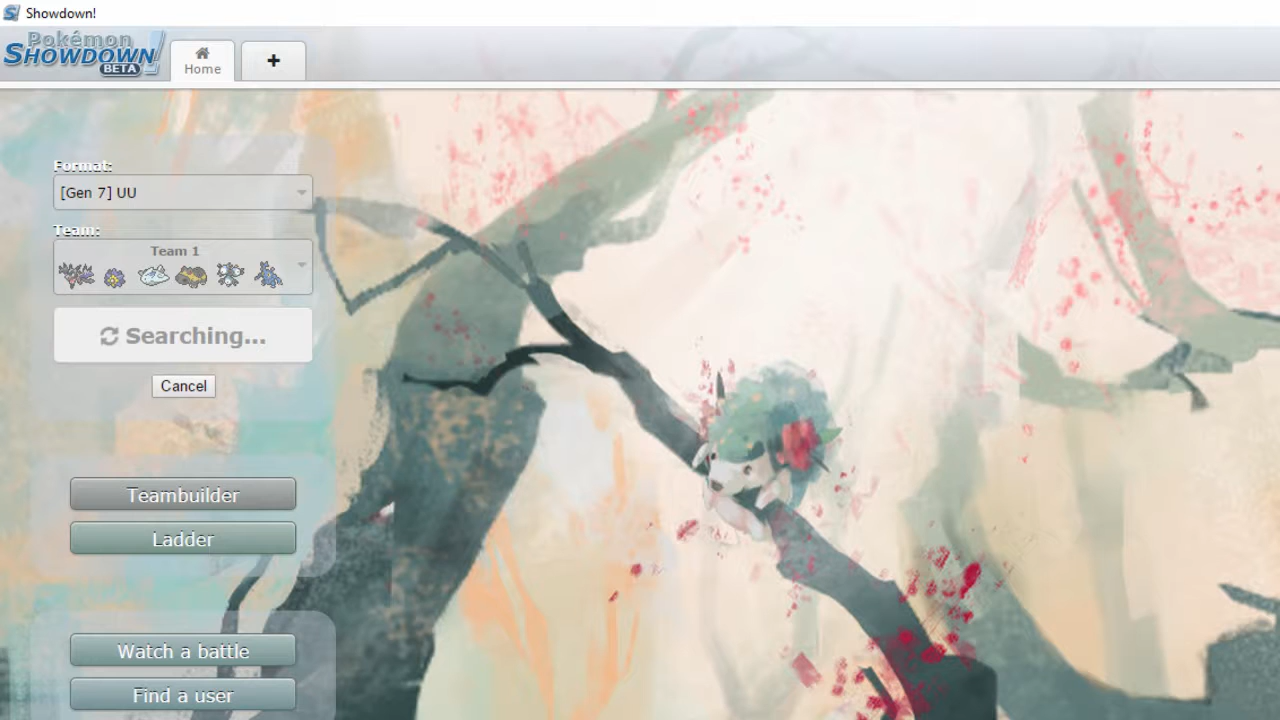 Showdown!
Pokémon
SHOWDOWN!
BETA
Home
+
Format:
[Gen 7] UU
Team:
Team 1
Searching...
Cancel
Teambuilder
Ladder
Watch a battle
Find a user